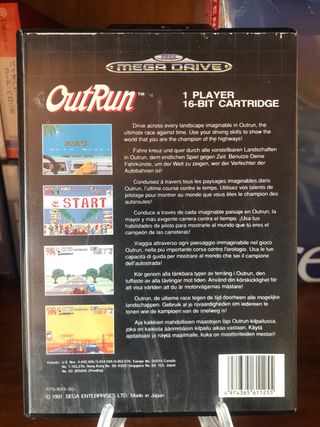 SEGA
MEGA DRIVE
OutRun™
1 PLAYER
16-BIT CARTRIDGE
Drive across every landscape imaginable in Outrun, the
ultimate race against time. Use your driving skills to show the
world that you are the champion of the highways!
Fahre kreuz und quer durch alle vorstellbaren Landschaften
in Outrun, dem endlichen Spiel gegen Zeit. Benutze Deine
Fahrkünste, um der Welt zu zeigen, wer der Verfechter der
Autobahnen ist!
Conduisez à travers tous les paysages imaginables dans
Outrun, l'ultime course contre le temps. Utilisez vos talents de
pilotage pour montrer au monde que vous êtes le champion des
autoroutes!
Conduce a través de cada imaginable paisaje en Outrun, la
mayor y más exigente carrera contra el tiempo. ¡Usa tus
habilidades de piloto para mostrarle al mundo que tú eres el
campeón de las carreteras!
Viaggia attraverso ogni paesaggio immaginabile nel gioco
Outrun, nella più importante corsa contro l'orologio. Usa le tue
capacità di guida per mostrare al mondo che sei il campione
dell'autostrada!
Kör genom alla tänkbara typer av terräng i Outrun, den
tuffaste av alla tävlingar mot tiden. Använd din körskicklighet för
att visa världen att du är motorvägarnas mästare!
Outrun, de ultieme race tegen de tijd doorheen alle mogelijke
landschappen. Gebruik al je rijvaardigheden om iedereen te
tonen wie de kampioen van de snelweg is!
Aja kaikkien mahdollisten maastojen läpi Outrun-kilpailussa,
joka on kaikista äärimmäisin kilpailu aikaa vastaan. Käytä
ajotaitoasi ja näytä maailmalle, kuka on moottoriteiden mestari!
START
Patents: U.S. Nos.
(Pending)
670-1619-50
© 1991 SEGA ENTERPRISES LTD. Made in Japan
4 974365 611255